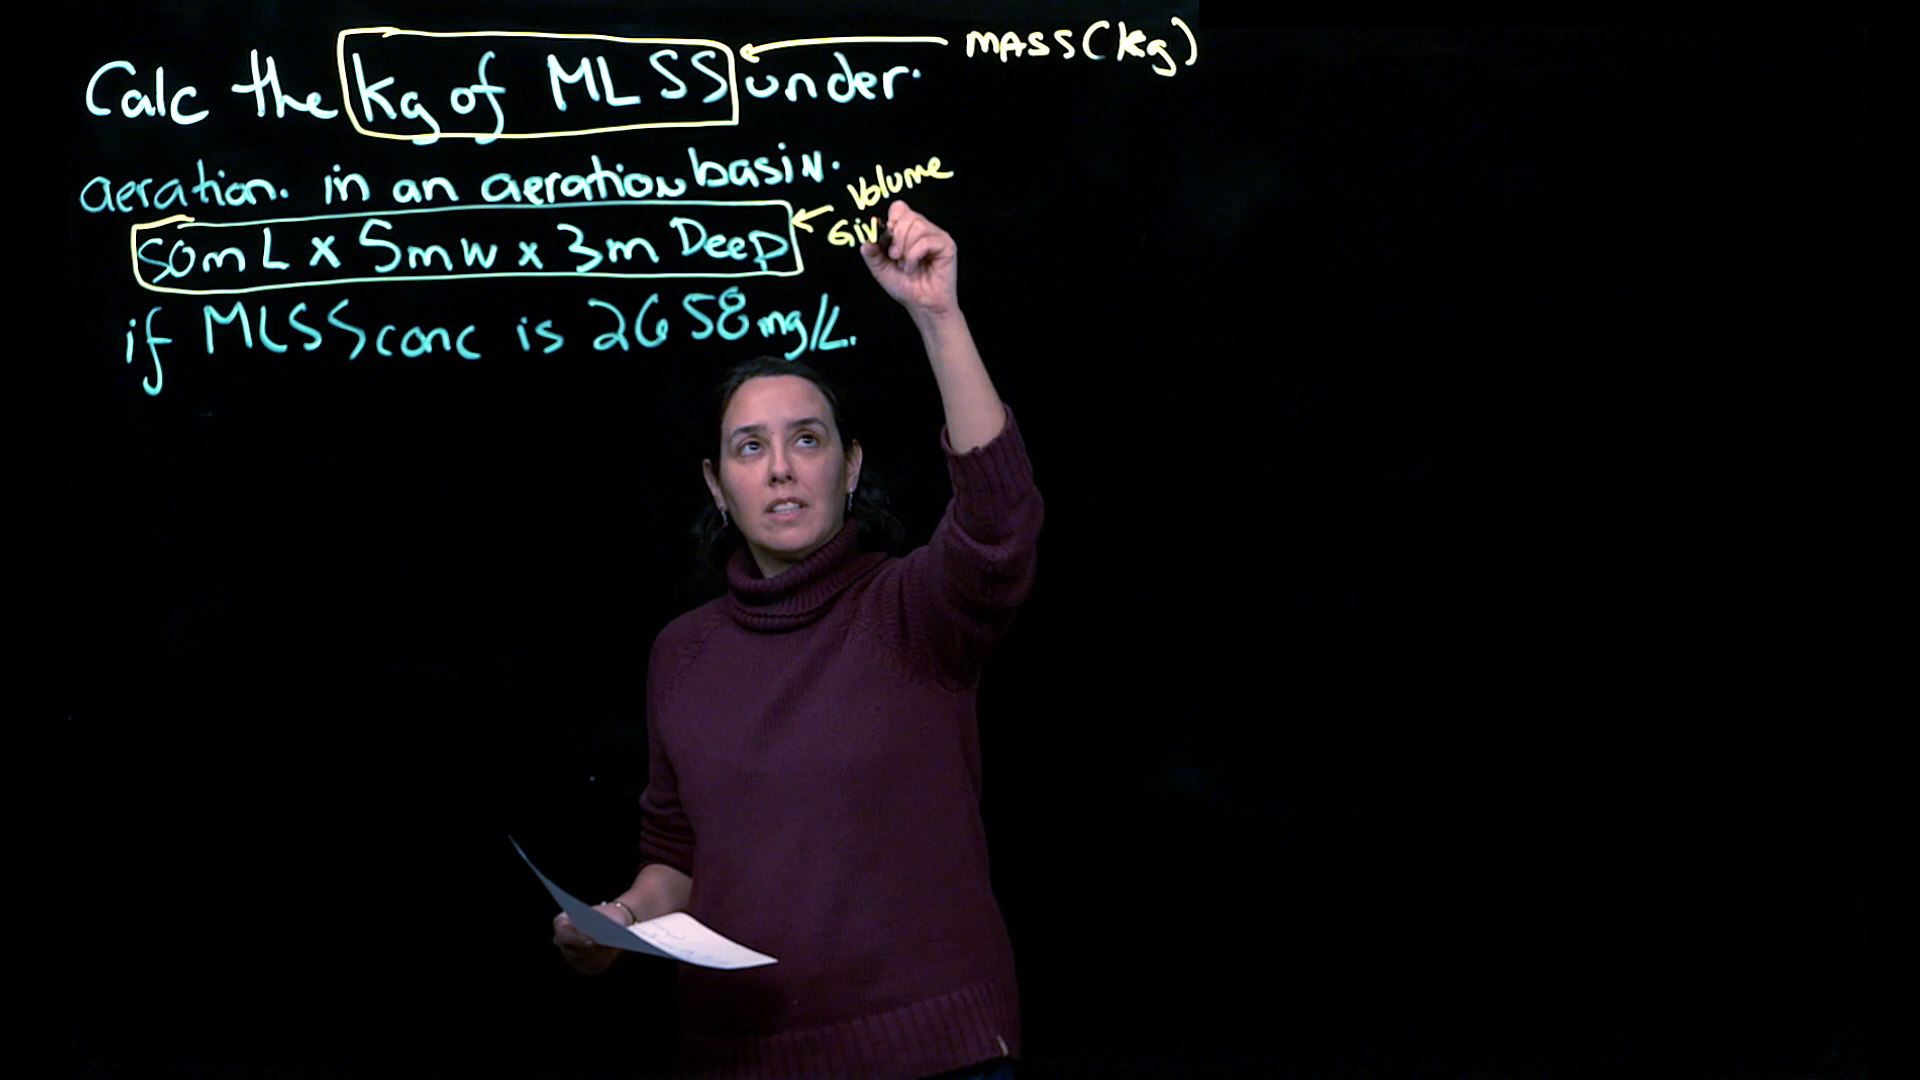 Calc the kg of MLSS under.
MASS (kg)
aeration. in an aeration basin.
Volume
Giv
50m L x 5m W x 3m Deep
if MLSS conc is 2658 mg/L.